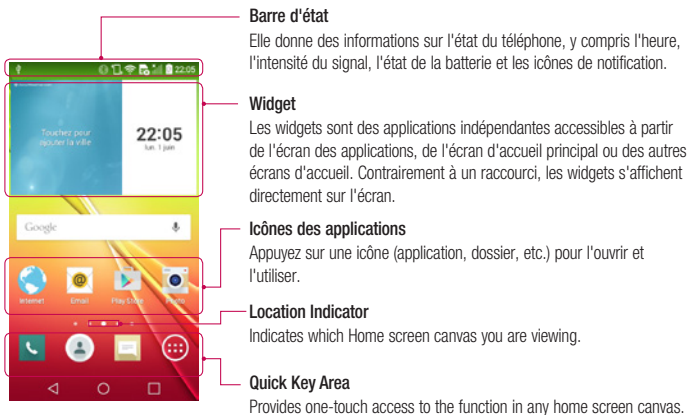 Barre d'état
Elle donne des informations sur l'état du téléphone, y compris l'heure,
l'intensité du signal, l'état de la batterie et les icônes de notification.
22:05
Widget
Les widgets sont des applications indépendantes accessibles à partir
de l'écran des applications, de l'écran d'accueil principal ou des autres
écrans d'accueil. Contrairement à un raccourci, les widgets s'affichent
directement sur l'écran.
Touchez pour
ajouter la ville
22:05
lun. 1 juin
Google
Icônes des applications
Appuyez sur une icône (application, dossier, etc.) pour l'ouvrir et
l'utiliser.
Internet
Email
Play Store
Photo
Location Indicator
Indicates which Home screen canvas you are viewing.
Quick Key Area
Provides one-touch access to the function in any home screen canvas.